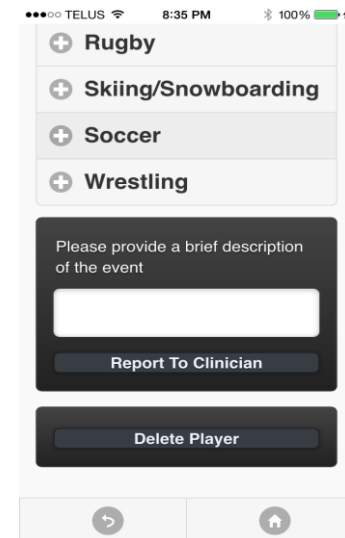 TELUS 8:35 PM 100%
Rugby
Skiing/Snowboarding
Soccer
Wrestling
Please provide a brief description
of the event
Report To Clinician
Delete Player